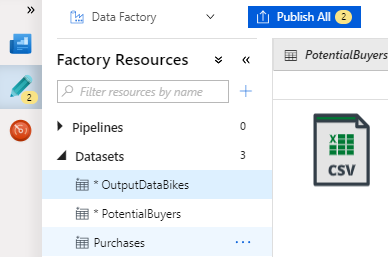 »
Data Factory
Publish All 2
Factory Resources
«
PotentialBuyers
2
Filter resources by name
+
Pipelines 0
Datasets 3
* OutputDataBikes
* PotentialBuyers
Purchases ...
X
CSV